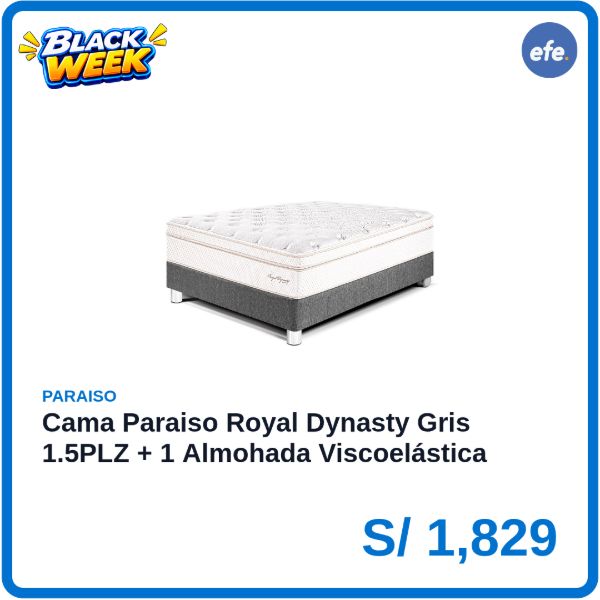 BLACK
WEEK
efe.
PARAISO
Cama Paraiso Royal Dynasty Gris
1.5PLZ + 1 Almohada Viscoelástica
S/ 1,829